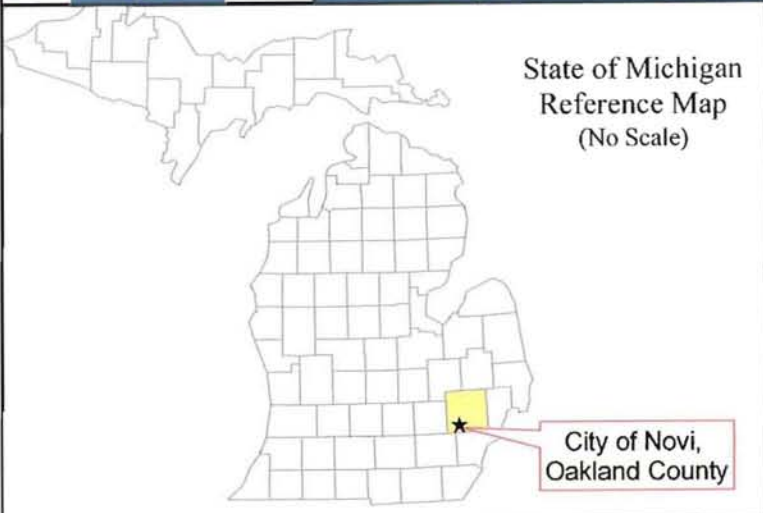 State of Michigan
Reference Map
(No Scale)
City of Novi,
Oakland County